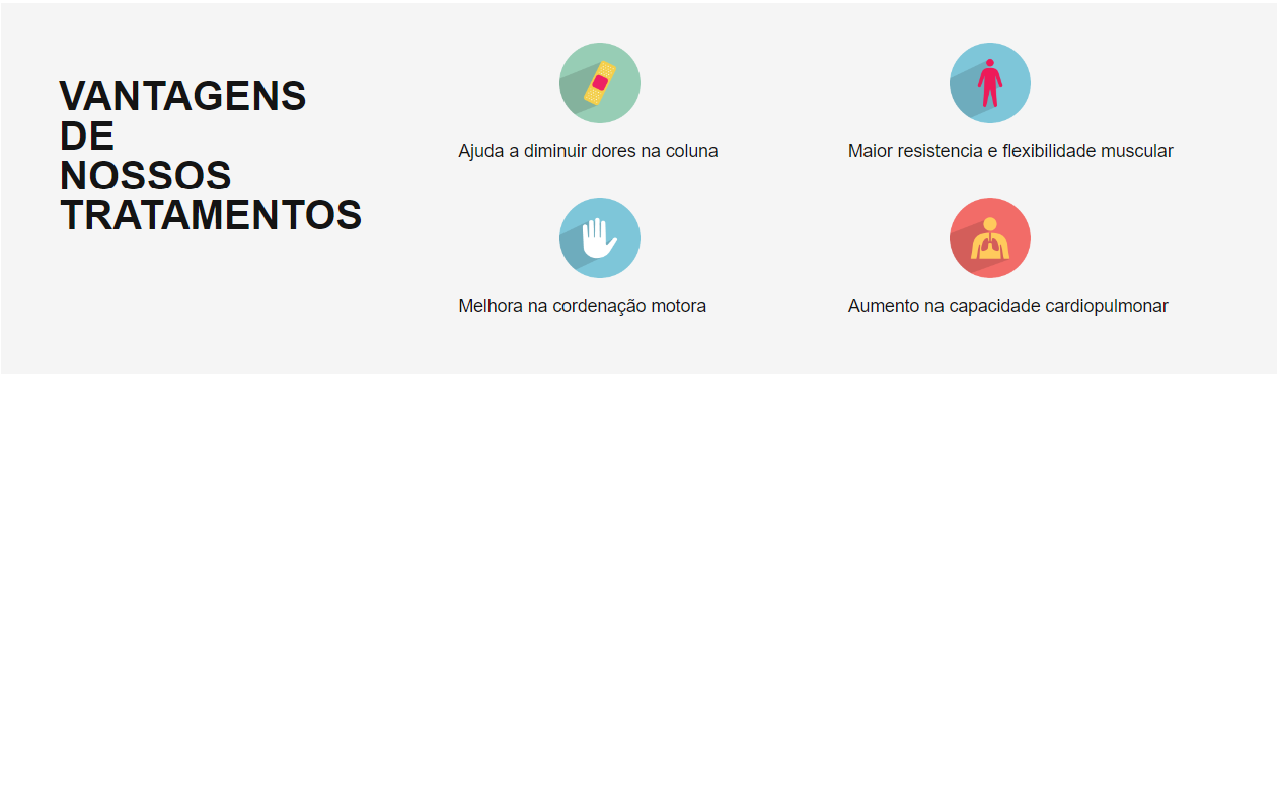 VANTAGENS
DE
NOSSOS
TRATAMENTOS
Ajuda a diminuir dores na coluna
Maior resistencia e flexibilidade muscular
Melhora na cordenação motora
Aumento na capacidade cardiopulmonar